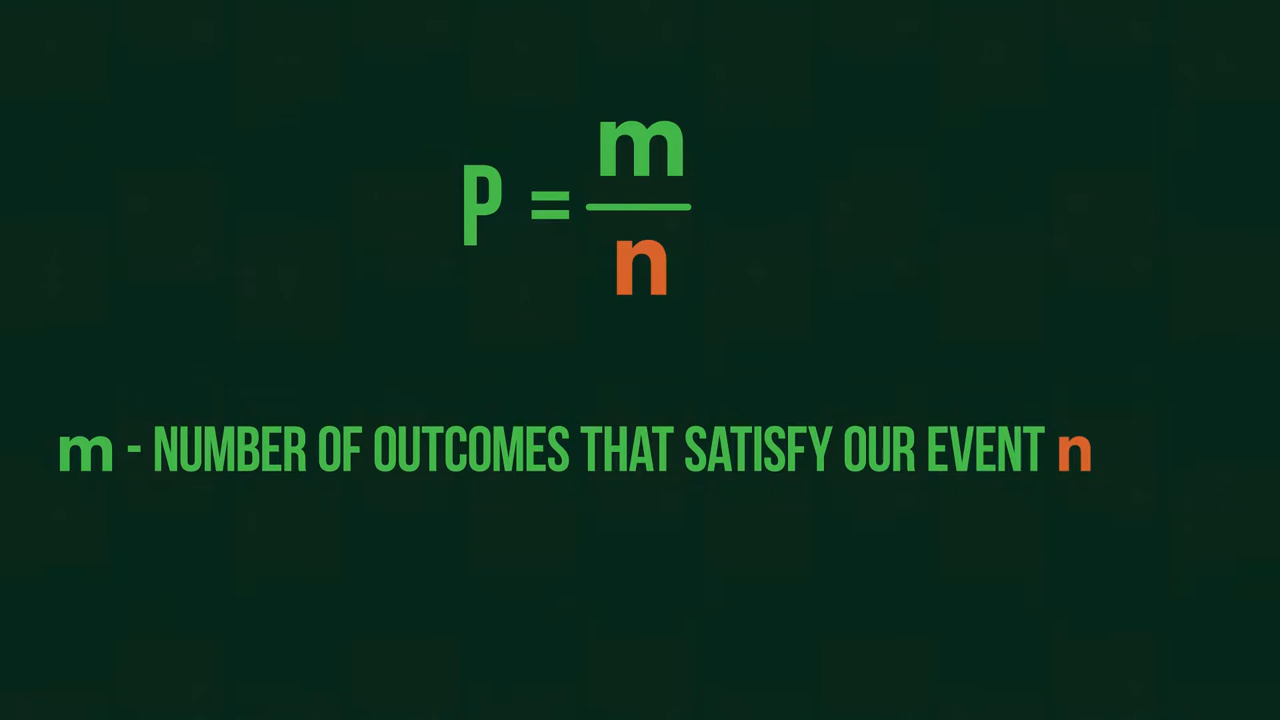 P = m/n
m - NUMBER OF OUTCOMES THAT SATISFY OUR EVENT n